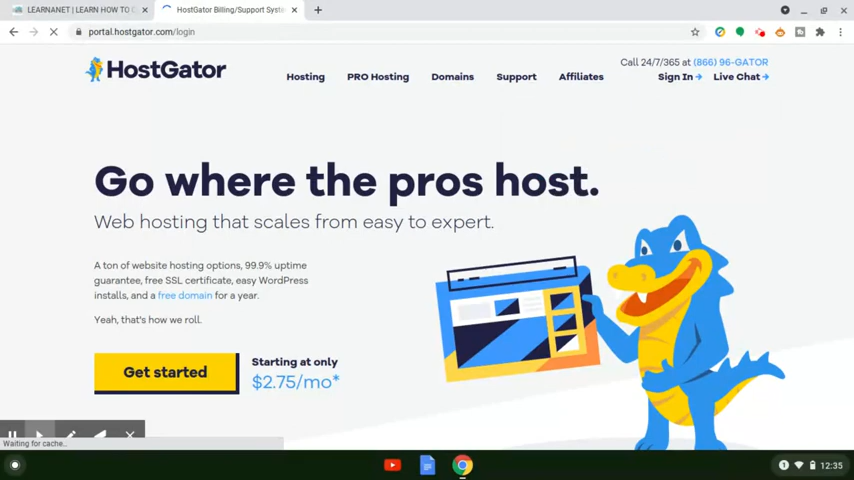 LEARNANET | LEARN HOW TO
HostGator Billing/Support Syste
portal.hostgator.com/login
HostGator
Hosting
PRO Hosting
Domains
Support
Affiliates
Call 24/7/365 at (866) 96-GATOR
Sign In
Live Chat
Go where the pros host.
Web hosting that scales from easy to expert.
A ton of website hosting options, 99.9% uptime
guarantee, free SSL certificate, easy WordPress
installs, and a free domain for a year.
Yeah, that's how we roll.
Get started
Starting at only
$2.75/mo*
Waiting for cache...
1
12:35